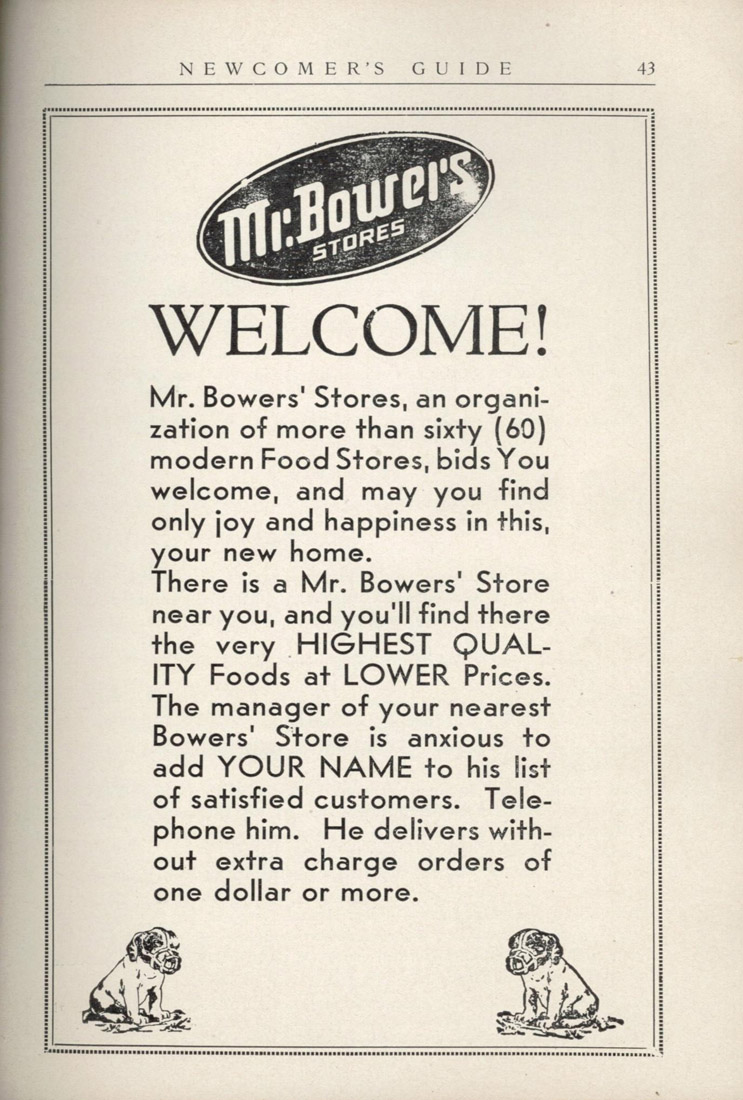 NEWCOMER'S GUIDE 43
Mr. Bower's
STORES
WELCOME!
Mr. Bowers' Stores, an organi-
zation of more than sixty (60)
modern Food Stores, bids You
welcome, and may you find
only joy and happiness in this,
your new home.
There is a Mr. Bowers' Store
near you, and you'll find there
the very HIGHEST QUAL-
ITY Foods at LOWER Prices.
The manager of your nearest
Bowers' Store is anxious to
add YOUR NAME to his list
of satisfied customers. Tele-
phone him. He delivers with-
out extra charge orders of
one dollar or more.